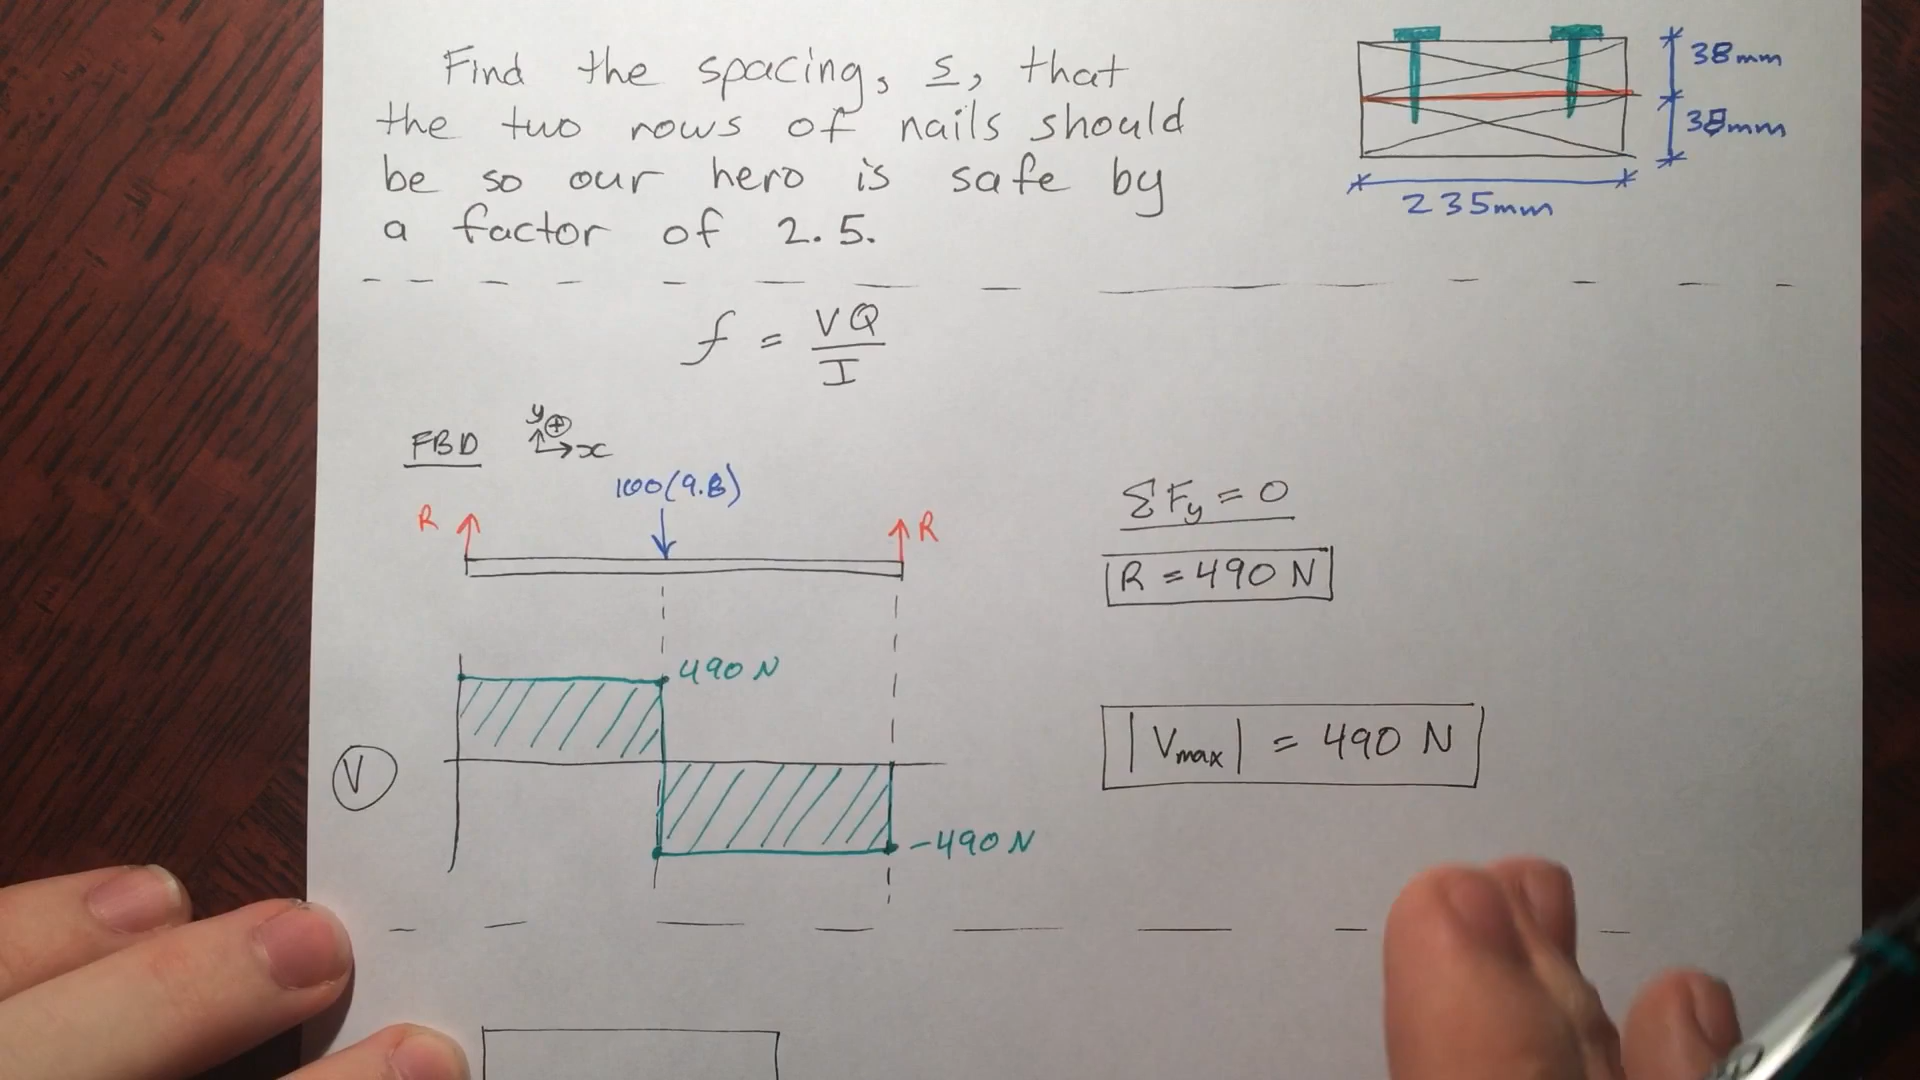 Find the spacing, s, that
the two rows of nails should
be so our hero is safe by
a factor of 2.5.
38mm
38mm
235mm
f = VQ
I
FBD
y
+
x
100(9.8)
R
R
ΣFy = 0
R = 490 N
490 N
V
|Vmax| = 490 N
-490 N